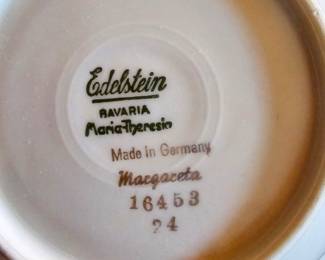 Edelstein
BAVARIA
Maria-Theresia
Made in Germany
Margareta
16453
24